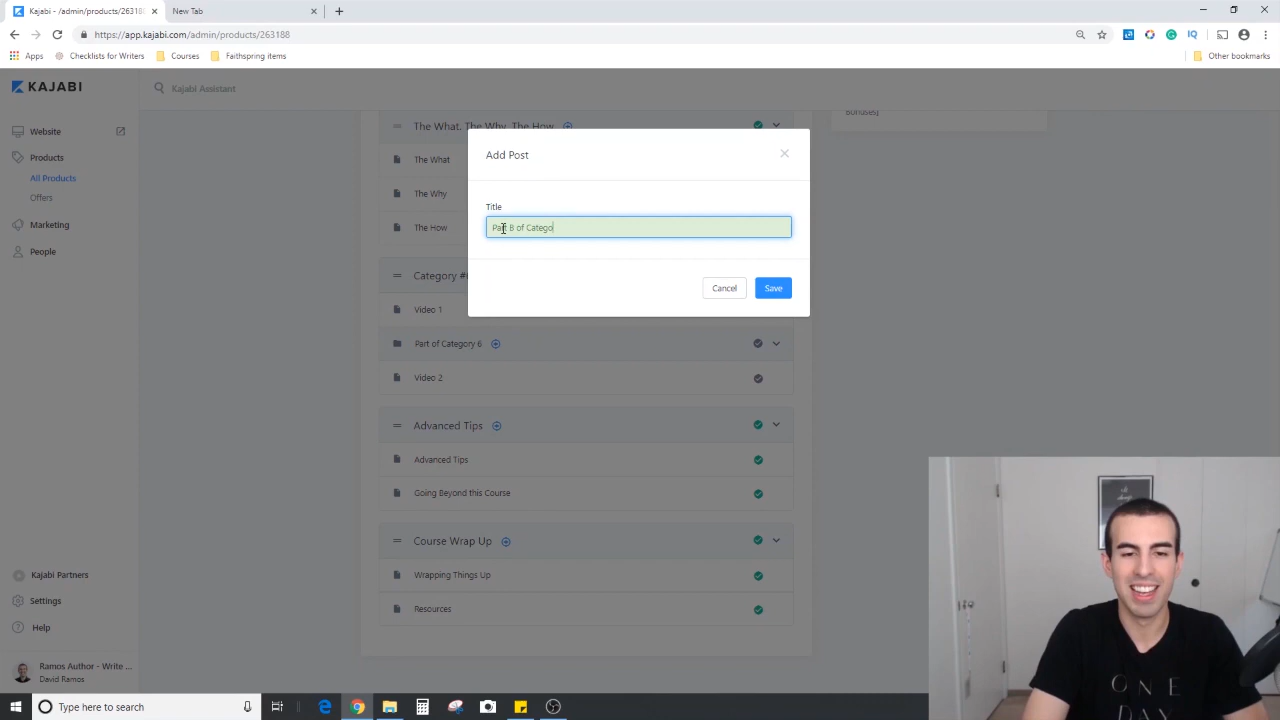 Kajabi - /admin/products/263188
New Tab
https://app.kajabi.com/admin/products/263188
Apps
Checklists for Writers
Courses
Faithspring items
Other bookmarks
KAJABI
Kajabi Assistant
Website
Products
All Products
Offers
Marketing
People
Kajabi Partners
Settings
Help
Ramos Author - Write ...
David Ramos
The What, The Why, The How
The What
The Why
The How
Category #6
Video 1
Part of Category 6
Video 2
Advanced Tips
Advanced Tips
Going Beyond this Course
Course Wrap Up
Wrapping Things Up
Resources
bonuses]
Add Post
Title
Part B of Catego
Cancel
Save
ONE
DAY
Type here to search